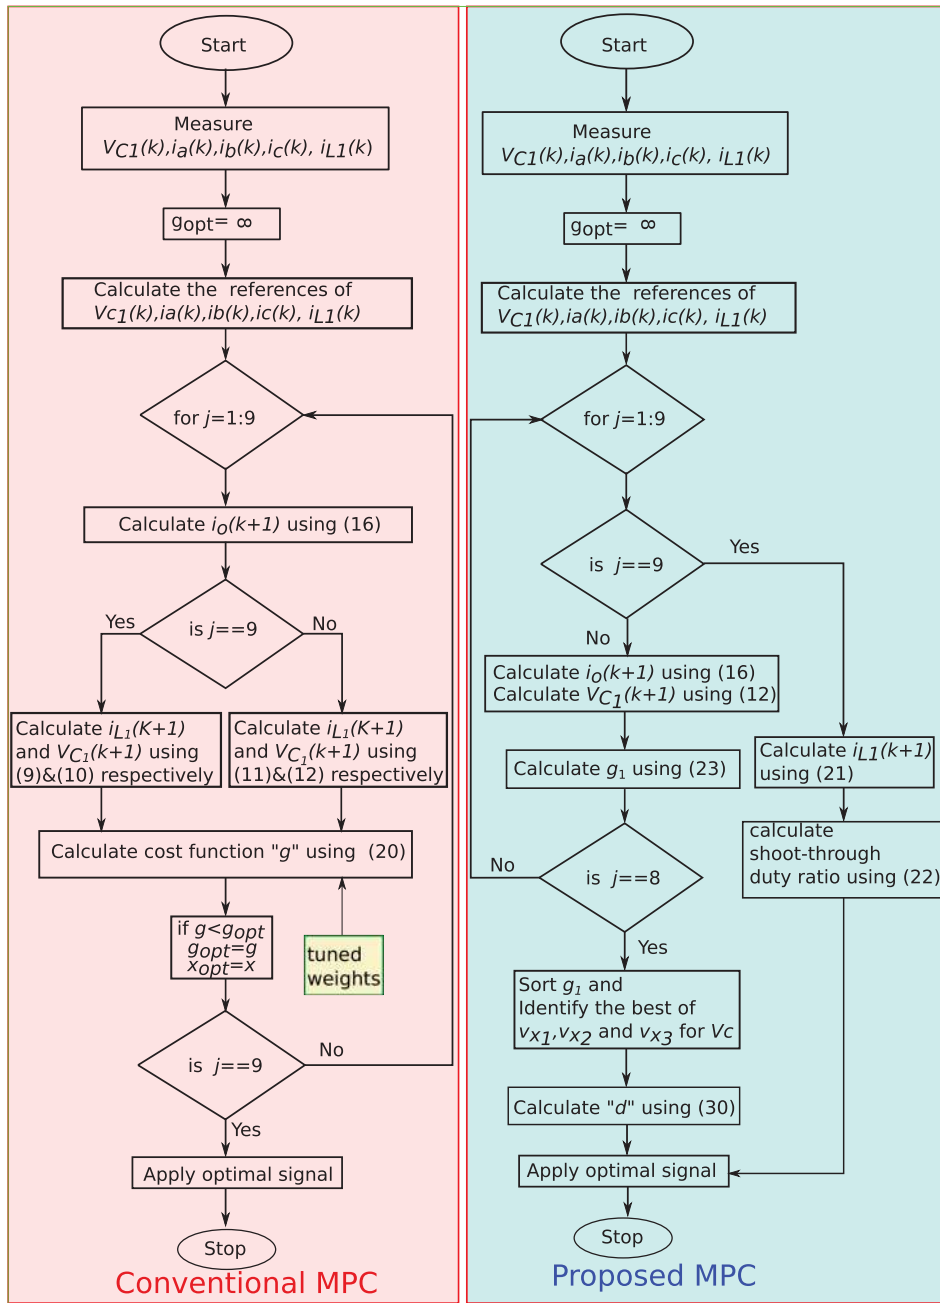 Start
Measure
VC1(k),ia(k),ib(k),ic(k), iL1(k)
gopt= ∞
Calculate the references of
Vc1(k),ia(k),ib(k),ic(k), iL1(k)
for j=1:9
Calculate io(k+1) using (16)
is j==9
Yes
No
Calculate iL1(K+1)
and VC1(k+1) using
(9)&(10) respectively
Calculate iL1(K+1)
and VC1(k+1) using
(11)&(12) respectively
Calculate cost function "g" using (20)
if g<gopt
gopt=g
xopt=x
tuned
weights
is j==9
No
Yes
Apply optimal signal
Stop
Conventional MPC
Start
Measure
VC1(k),ia(k),ib(k),ic(k), iL1(k)
gopt= ∞
Calculate the references of
VC1(k),ia(k),ib(k),ic(k), iL1(k)
for j=1:9
is j==9
Yes
No
Calculate io(k+1) using (16)
Calculate VC1(k+1) using (12)
Calculate g1 using (23)
Calculate iL1(k+1)
using (21)
calculate
shoot-through
duty ratio using (22)
is j==8
No
Yes
Sort g1 and
Identify the best of
vx1,vx2 and vx3 for Vc
Calculate "d" using (30)
Apply optimal signal
Stop
Proposed MPC